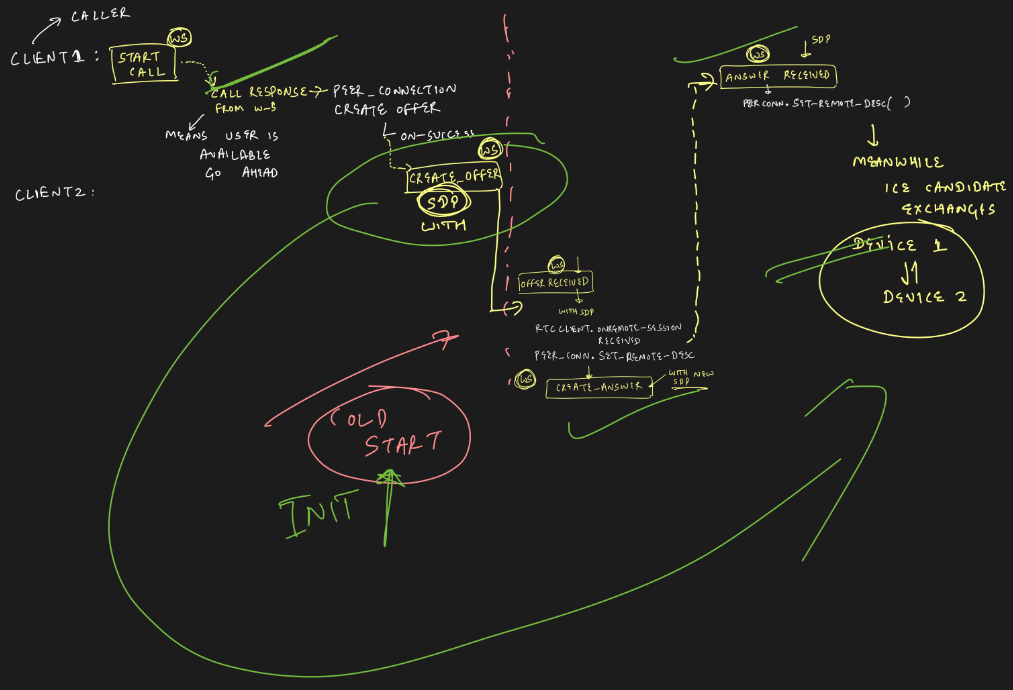 CALLER
CLIENT1:
WS
START
CALL
CALL RESPONSE
FROM W-S
MEANS USER IS
AVAILABLE
GO AHEAD
PEER_CONNECTION
CREATE OFFER
ON-SUCCESS
WS
CREATE_OFFER
SDP
WITH
CLIENT2:
WS
OFFER RECEIVED
WITH SDP
RTC CLIENT. ONREMOTE-SESSION
RECEIVED
PEER_CONN. SET_REMOTE-DESC
WS
CREATE-ANSWER
WITH NEW
SDP
WS
SDP
ANSWER RECEIVED
PERCONN. SET-REMOTE-DESC( )
MEANWHILE
ICE CANDIDATE
EXCHANGES
DEVICE 1
DEVICE 2
COLD
START
INIT